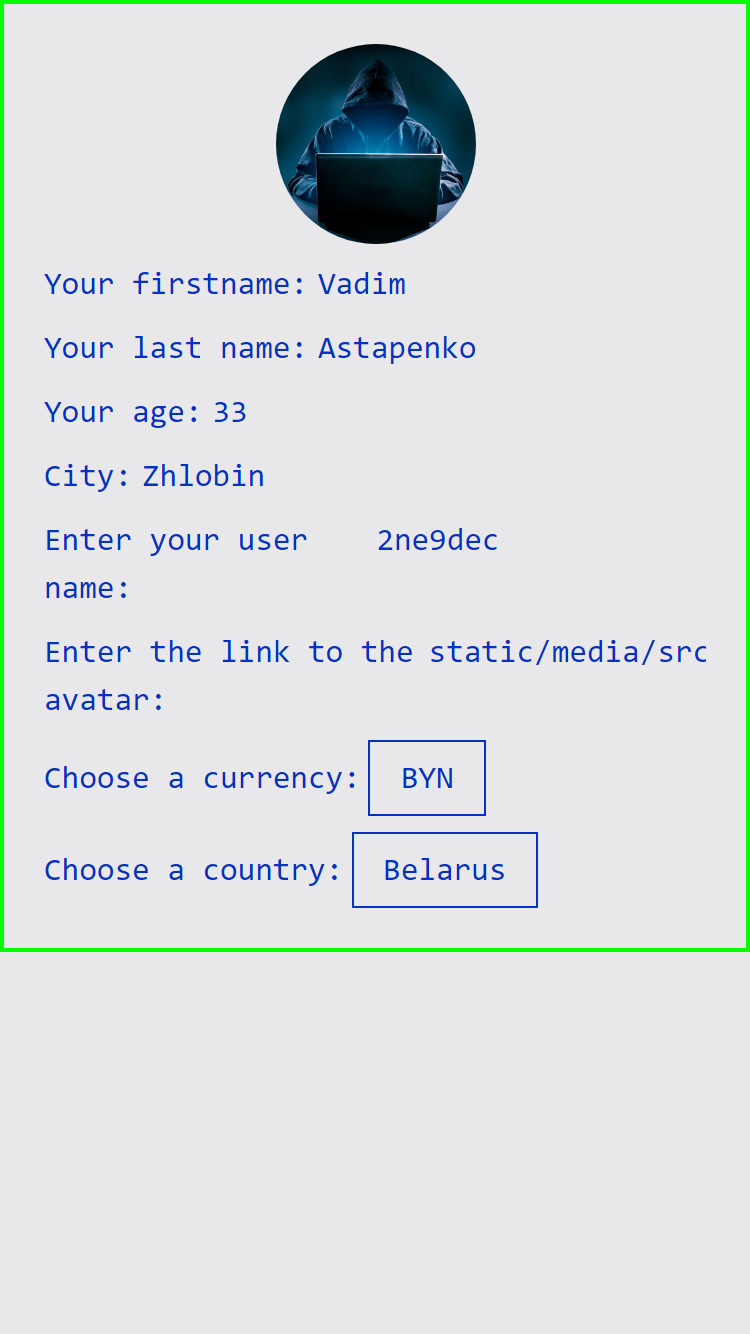 Your firstname: Vadim
Your last name: Astapenko
Your age: 33
City: Zhlobin
Enter your user 2ne9dec
name:
Enter the link to the static/media/src
avatar:
Choose a currency: BYN
Choose a country: Belarus